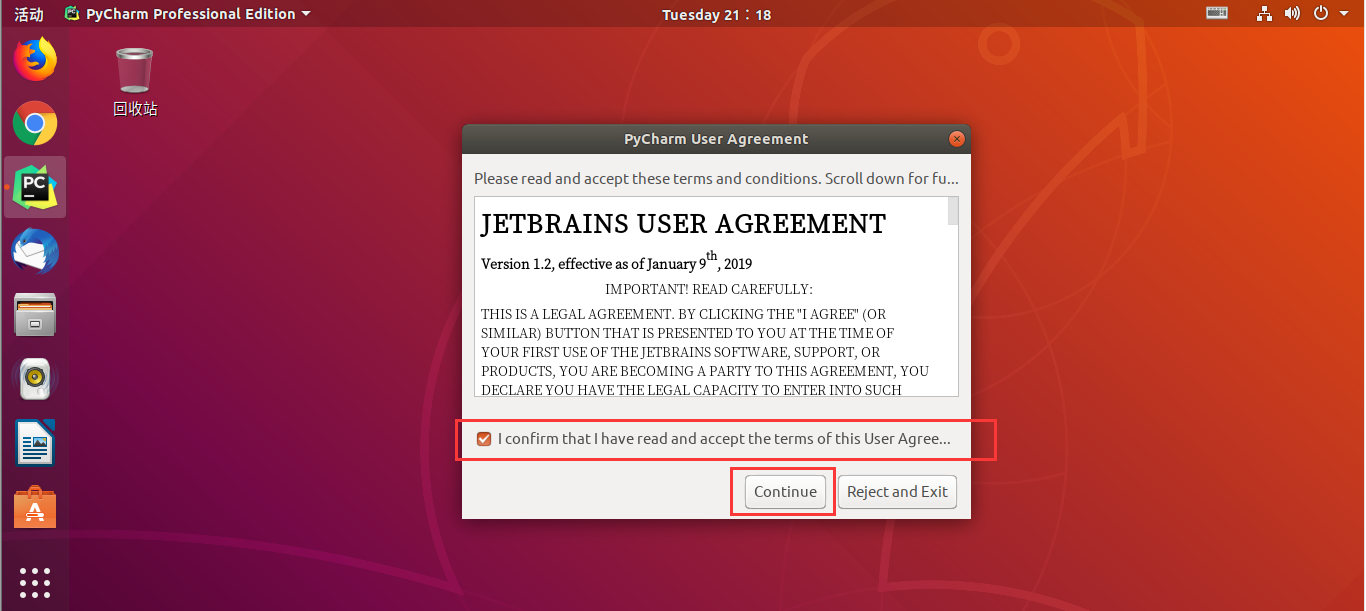 活动 PyCharm Professional Edition Tuesday 21：18
回收站
PC
PyCharm User Agreement
Please read and accept these terms and conditions. Scroll down for fu...
JETBRAINS USER AGREEMENT
Version 1.2, effective as of January 9th, 2019
IMPORTANT! READ CAREFULLY:
THIS IS A LEGAL AGREEMENT. BY CLICKING THE "I AGREE" (OR
SIMILAR) BUTTON THAT IS PRESENTED TO YOU AT THE TIME OF
YOUR FIRST USE OF THE JETBRAINS SOFTWARE, SUPPORT, OR
PRODUCTS, YOU ARE BECOMING A PARTY TO THIS AGREEMENT, YOU
DECLARE YOU HAVE THE LEGAL CAPACITY TO ENTER INTO SUCH
I confirm that I have read and accept the terms of this User Agree...
Continue Reject and Exit